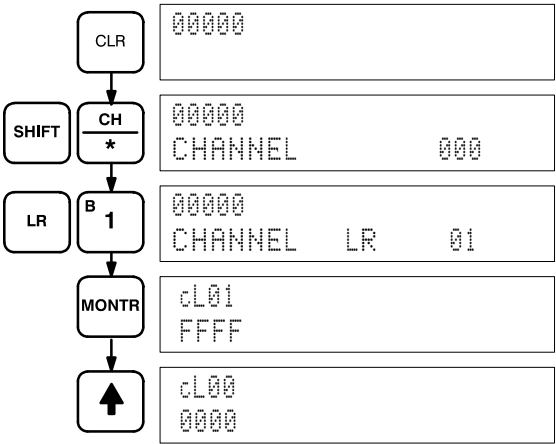 CLR
00000
SHIFT CH
*
00000
CHANNEL 000
LR B 1
00000
CHANNEL LR 01
MONTR
cL01
FFFF
cL00
0000